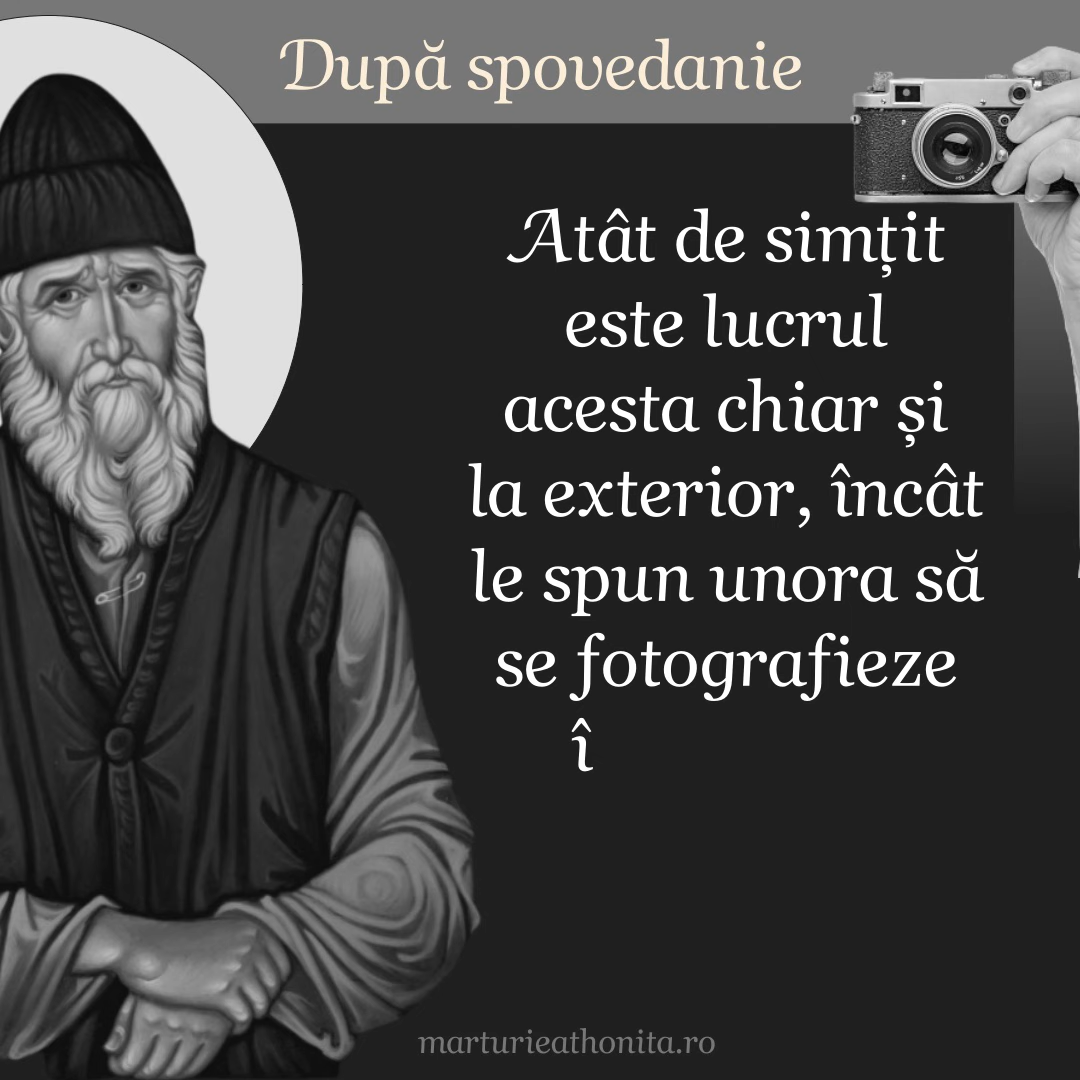 După spovedanie
Atât de simțit
este lucrul
acesta chiar și
la exterior, încât
le spun unora să
se fotografieze
î
marturieathonita.ro